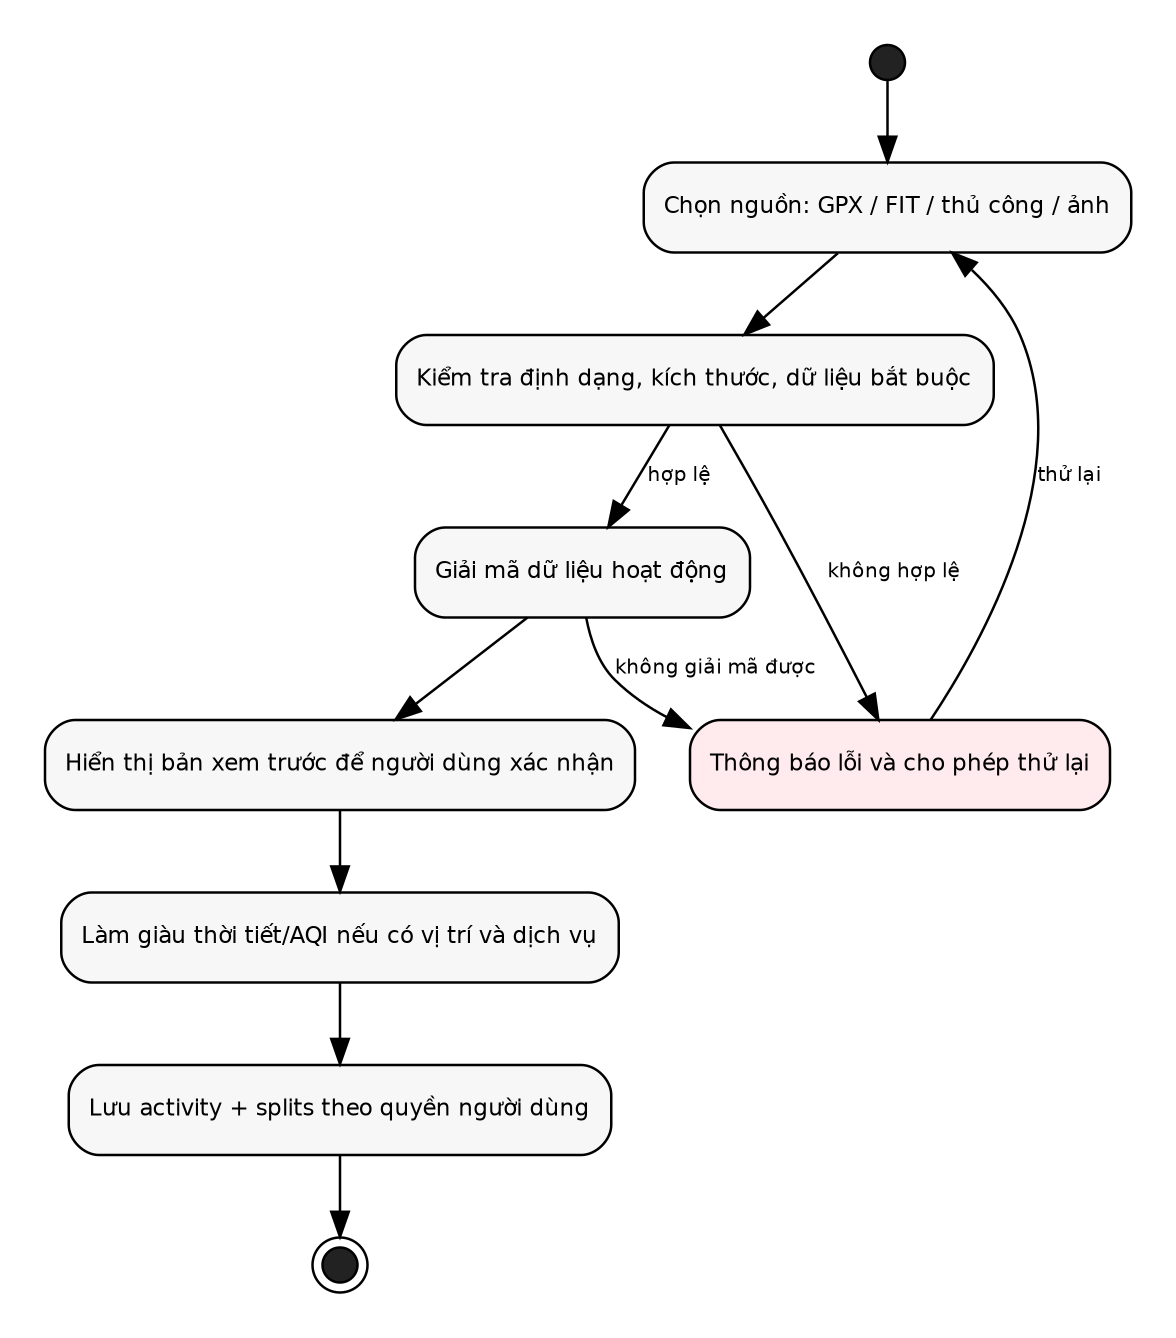 Chọn nguồn: GPX / FIT / thủ công / ảnh
Kiểm tra định dạng, kích thước, dữ liệu bắt buộc
hợp lệ
thử lại
Giải mã dữ liệu hoạt động
không hợp lệ
không giải mã được
Hiển thị bản xem trước để người dùng xác nhận
Thông báo lỗi và cho phép thử lại
Làm giàu thời tiết/AQI nếu có vị trí và dịch vụ
Lưu activity + splits theo quyền người dùng